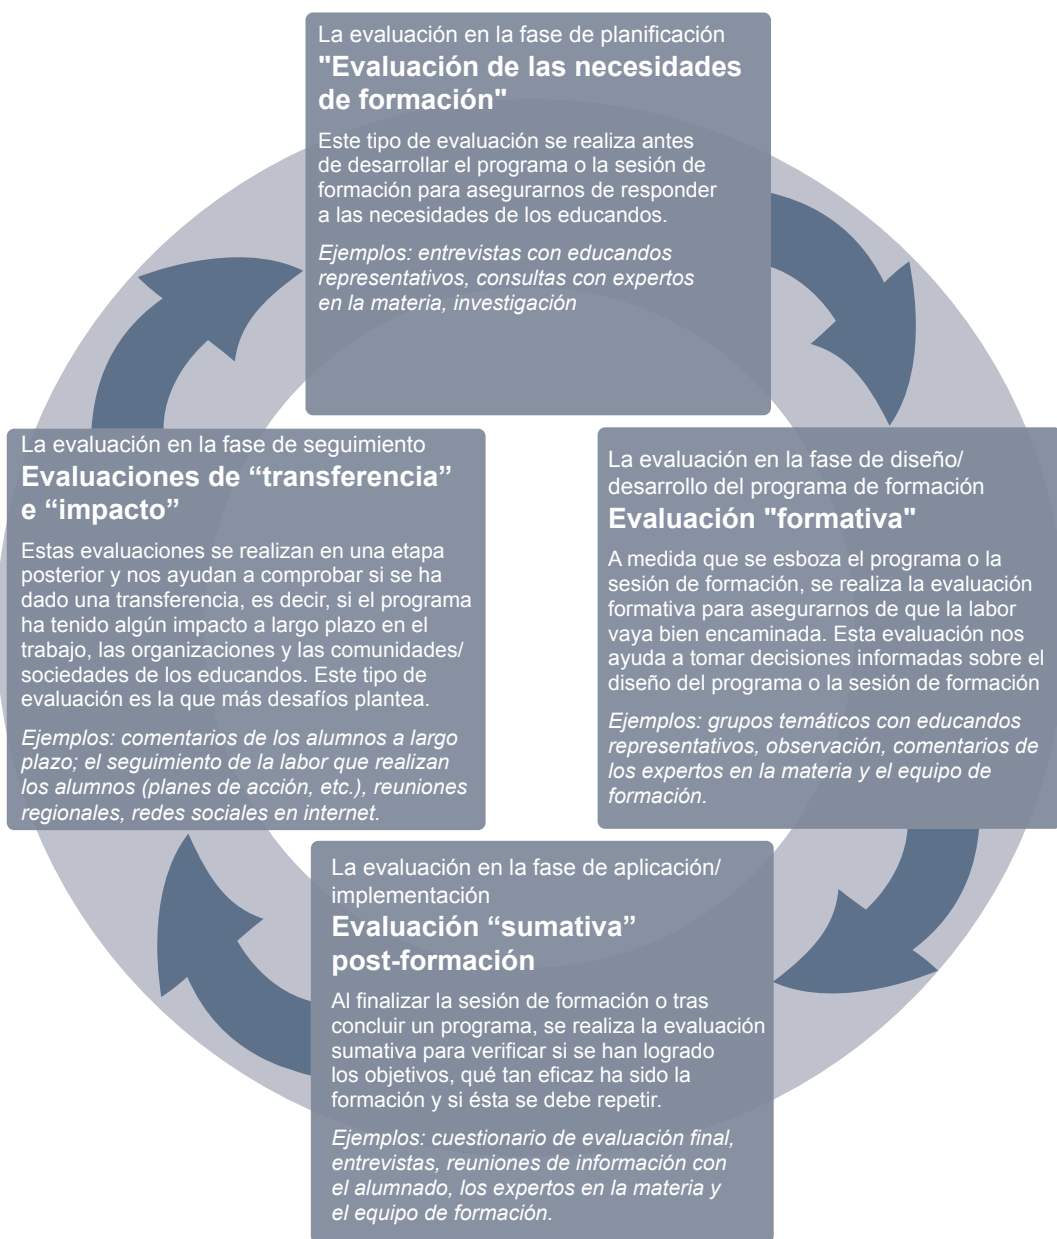 La evaluación en la fase de planificación
"Evaluación de las necesidades
de formación"
Este tipo de evaluación se realiza antes
de desarrollar el programa o la sesión de
formación para asegurarnos de responder
a las necesidades de los educandos.
Ejemplos: entrevistas con educandos
representativos, consultas con expertos
en la materia, investigación
La evaluación en la fase de diseño/
desarrollo del programa de formación
Evaluación "formativa"
A medida que se esboza el programa o la
sesión de formación, se realiza la evaluación
formativa para asegurarnos de que la labor
vaya bien encaminada. Esta evaluación nos
ayuda a tomar decisiones informadas sobre el
diseño del programa o la sesión de formación
Ejemplos: grupos temáticos con educandos
representativos, observación, comentarios de
los expertos en la materia y el equipo de
formación.
La evaluación en la fase de aplicación/
implementación
Evaluación “sumativa”
post-formación
Al finalizar la sesión de formación o tras
concluir un programa, se realiza la evaluación
sumativa para verificar si se han logrado
los objetivos, qué tan eficaz ha sido la
formación y si ésta se debe repetir.
Ejemplos: cuestionario de evaluación final,
entrevistas, reuniones de información con
el alumnado, los expertos en la materia y
el equipo de formación.
La evaluación en la fase de seguimiento
Evaluaciones de “transferencia”
e “impacto”
Estas evaluaciones se realizan en una etapa
posterior y nos ayudan a comprobar si se ha
dado una transferencia, es decir, si el programa
ha tenido algún impacto a largo plazo en el
trabajo, las organizaciones y las comunidades/
sociedades de los educandos. Este tipo de
evaluación es la que más desafíos plantea.
Ejemplos: comentarios de los alumnos a largo
plazo; el seguimiento de la labor que realizan
los alumnos (planes de acción, etc.), reuniones
regionales, redes sociales en internet.